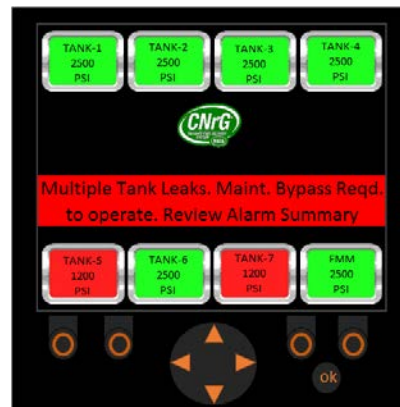 TANK-1
2500
PSI
TANK-2
2500
PSI
TANK-3
2500
PSI
TANK-4
2500
PSI
CNrG
Multiple Tank Leaks. Maint. Bypass Reqd.
to operate. Review Alarm Summary
TANK-5
1200
PSI
TANK-6
2500
PSI
TANK-7
1200
PSI
FMM
2500
PSI
ok